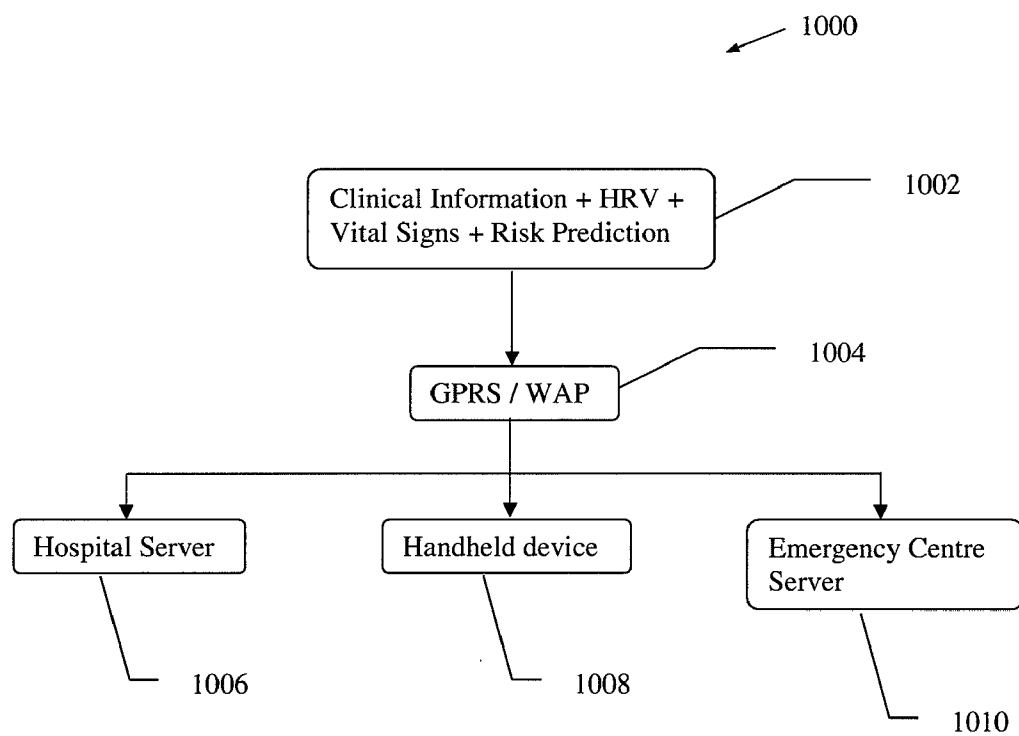 1000
Clinical Information + HRV +
Vital Signs + Risk Prediction
1002
GPRS / WAP
1004
Hospital Server
Handheld device
Emergency Centre
Server
1006
1008
1010